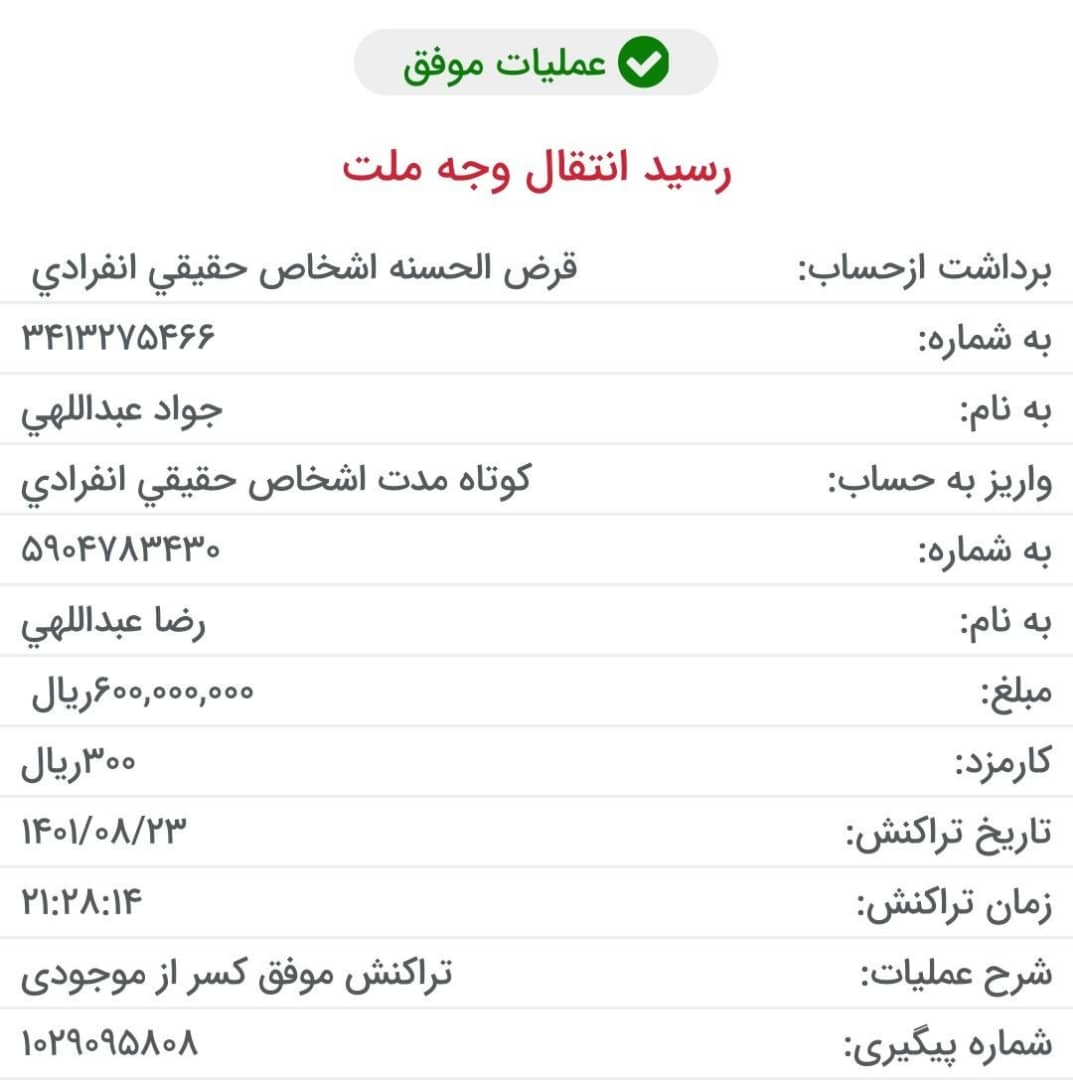 عملیات موفق
رسید انتقال وجه ملت
برداشت ازحساب: قرض الحسنه اشخاص حقيقي انفرادي
به شماره: ۳۴۱۳۲۷۵۴۶۶
به نام: جواد عبداللهي
واریز به حساب: کوتاه مدت اشخاص حقيقي انفرادي
به شماره: ۵۹۰۴۷۸۳۴۳۰
به نام: رضا عبداللهي
مبلغ: ۶۰۰,۰۰۰,۰۰۰ریال
کارمزد: ۳۰۰ریال
تاریخ تراکنش: ۱۴۰۱/۰۸/۲۳
زمان تراکنش: ۲۱:۲۸:۱۴
شرح عملیات: تراکنش موفق کسر از موجودی
شماره پیگیری: ۱۰۲۹۰۹۵۸۰۸